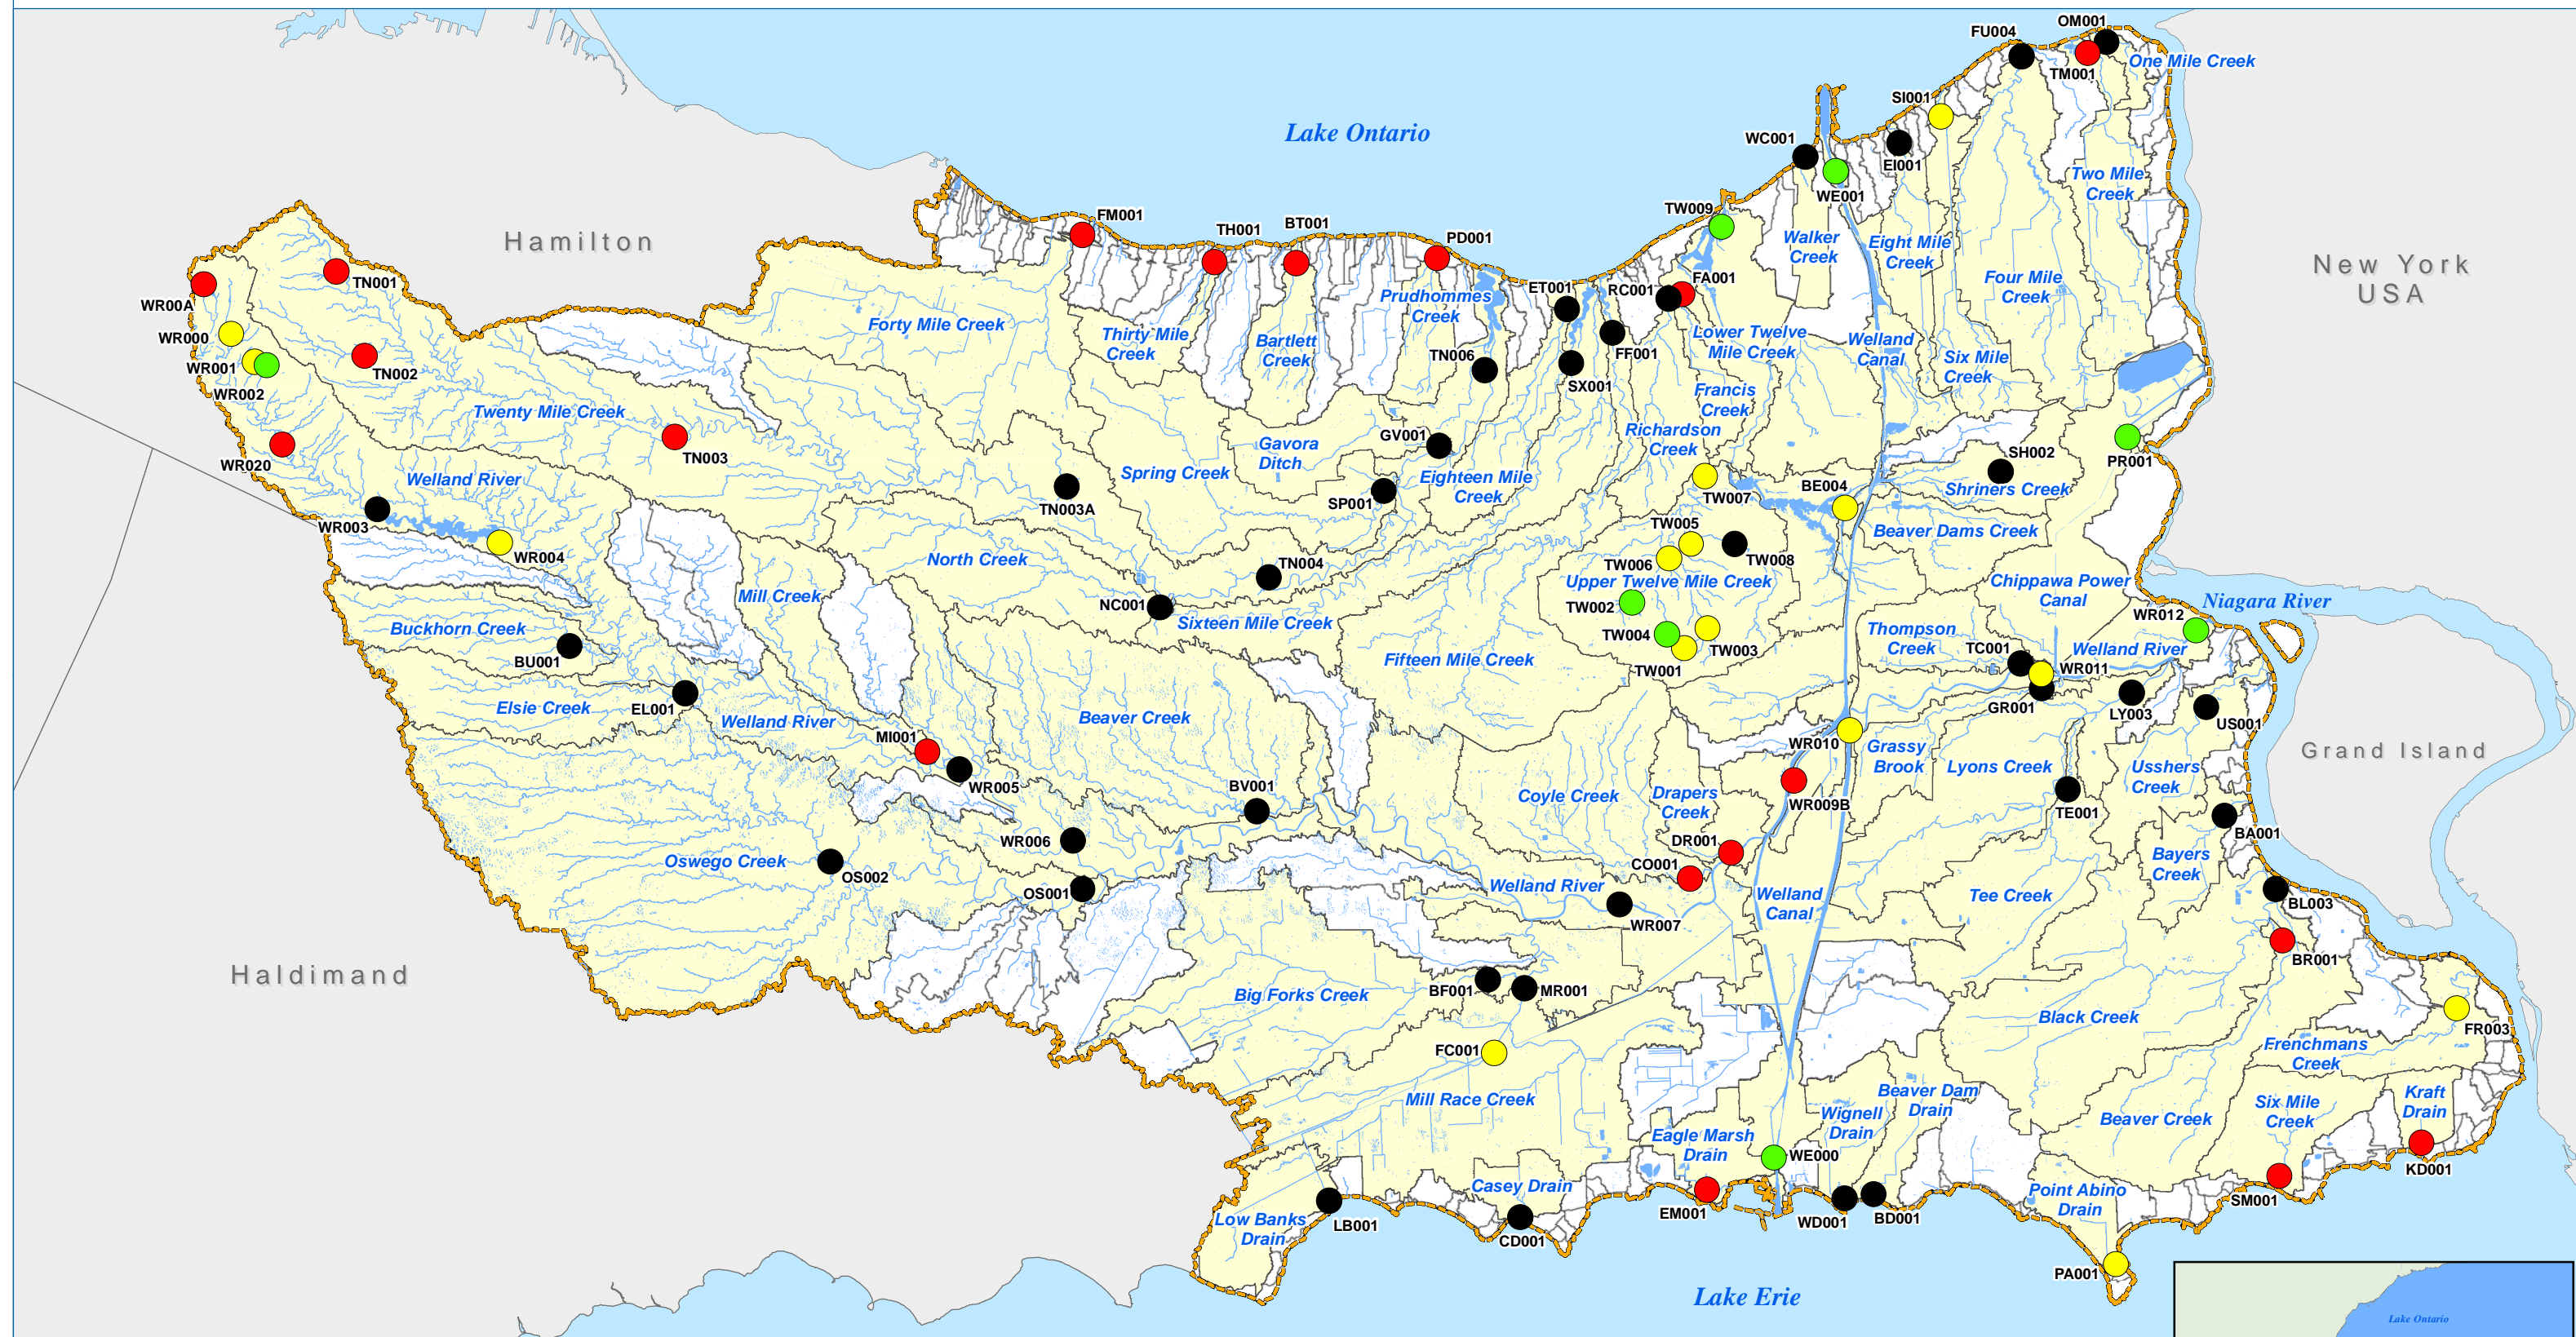 OM001
FU004
One Mile Creek
TM001
SI001
Lake Ontario
WC001
EI001
Two Mile
Creek
WE001
TW009
FM001
TH001
BT001
PD001
Hamilton
Walker
Creek
Eight Mile
Creek
New York
USA
TN001
WR00A
FA001
ET001
RC001
Four Mile
Creek
Prudhommes
Creek
Forty Mile Creek
Thirty Mile
Creek
Bartlett
Creek
Lower Twelve
Mile Creek
Welland
Canal
WR000
FF001
Six Mile
Creek
TN006
WR001
TN002
SX001
WR002
Francis
Creek
Twenty Mile Creek
Richardson
Creek
GV001
Gavora
Ditch
TN003
WR020
SH002
PR001
Spring Creek
Eighteen Mile
Creek
Welland River
Shriners Creek
BE004
TW007
SP001
TN003A
WR003
TW005
Beaver Dams Creek
WR004
North Creek
TN004
TW006
TW008
Upper Twelve Mile Creek
Chippawa Power
Canal
Mill Creek
NC001
TW002
Niagara River
WR012
Sixteen Mile Creek
Buckhorn Creek
TW004
Thompson
Creek
BU001
Fifteen Mile Creek
TW003
TW001
TC001
Welland River
WR011
Elsie Creek
EL001
GR001
LY003
US001
Welland River
Beaver Creek
MI001
WR010
Grassy
Brook
Grand Island
Lyons Creek
Usshers
Creek
WR005
BV001
Coyle Creek
Drapers
Creek
WR009B
TE001
BA001
WR006
DR001
Oswego Creek
OS002
CO001
Bayers
Creek
OS001
Welland River
Welland
Canal
Tee Creek
BL003
WR007
BR001
Haldimand
BF001
MR001
Big Forks Creek
Black Creek
FR003
FC001
Frenchmans
Creek
Mill Race Creek
Beaver Dam
Drain
Wignell
Drain
Beaver Creek
Six Mile
Creek
Kraft
Drain
Eagle Marsh
Drain
WE000
KD001
Casey Drain
Point Abino
Drain
SM001
EM001
WD001
BD001
Low Banks
Drain
LB001
CD001
PA001
Lake Erie
Lake Ontario